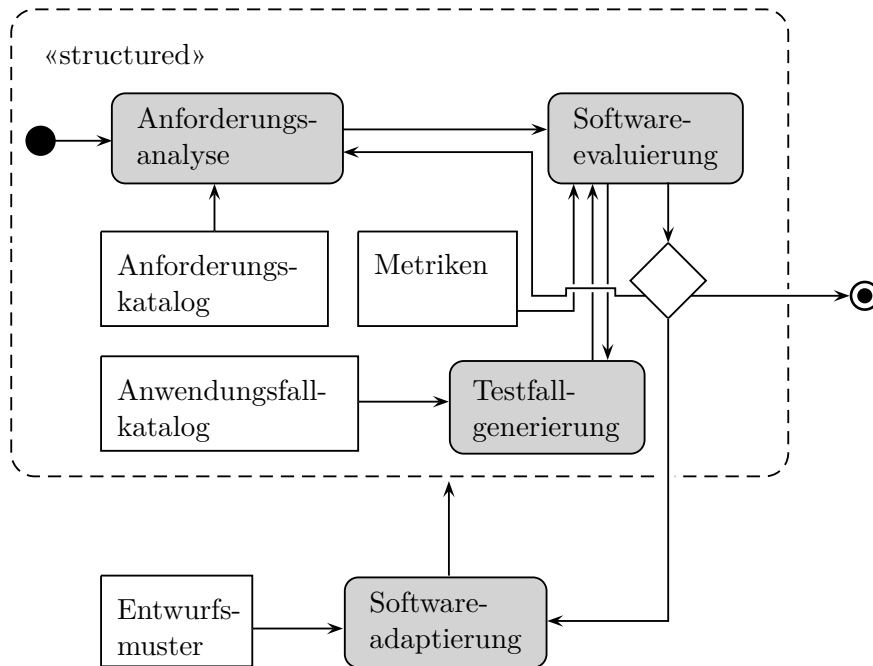 «structured»
Anforderungs-
analyse
Software-
evaluierung
Anforderungs-
katalog
Metriken
Anwendungsfall-
katalog
Testfall-
generierung
Entwurfs-
muster
Software-
adaptierung